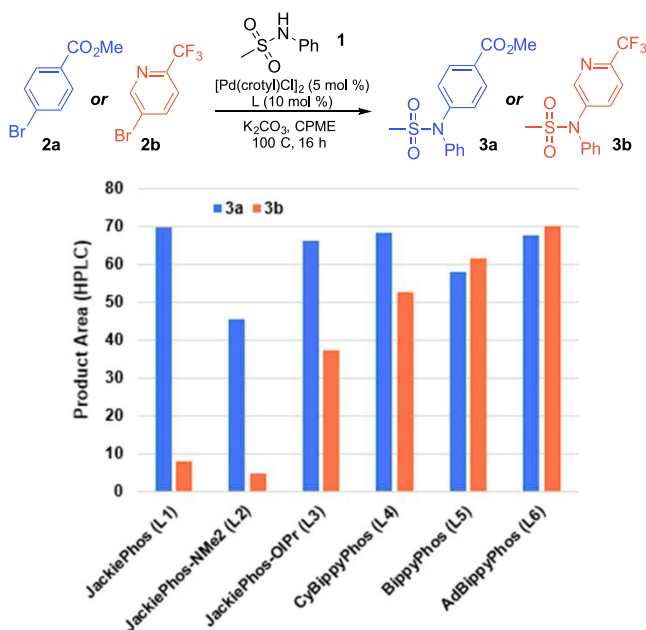 CO₂Me
Br
2a
or
N
CF₃
Br
2b
H
N
Ph
S
O
O
1
[Pd(crotyl)Cl]₂ (5 mol %)
L (10 mol %)
K₂CO₃, CPME
100 C, 16 h
CO₂Me
O
S
N
O
Ph
3a
or
N
CF₃
O
S
N
O
Ph
3b
3a 3b
Product Area (HPLC)
80
70
60
50
40
30
20
10
0
JackiePhos (L1)
JackiePhos-NMe2 (L2)
JackiePhos-OIPr (L3)
CyBippyPhos (L4)
BippyPhos (L5)
AdBippyPhos (L6)